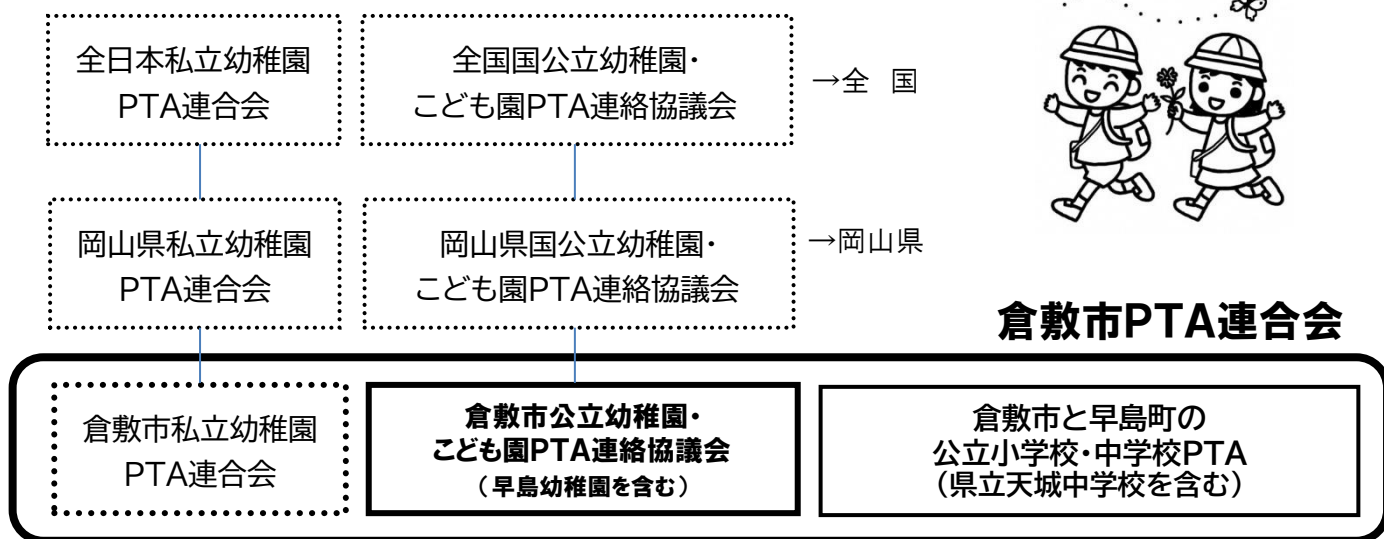 全日本私立幼稚園
PTA連合会
全国国公立幼稚園・
こども園PTA連絡協議会
→全 国
岡山県私立幼稚園
PTA連合会
岡山県国公立幼稚園・
こども園PTA連絡協議会
→岡山県
倉敷市PTA連合会
倉敷市私立幼稚園
PTA連合会
倉敷市公立幼稚園・
こども園PTA連絡協議会
（早島幼稚園を含む）
倉敷市と早島町の
公立小学校・中学校PTA
（県立天城中学校を含む）